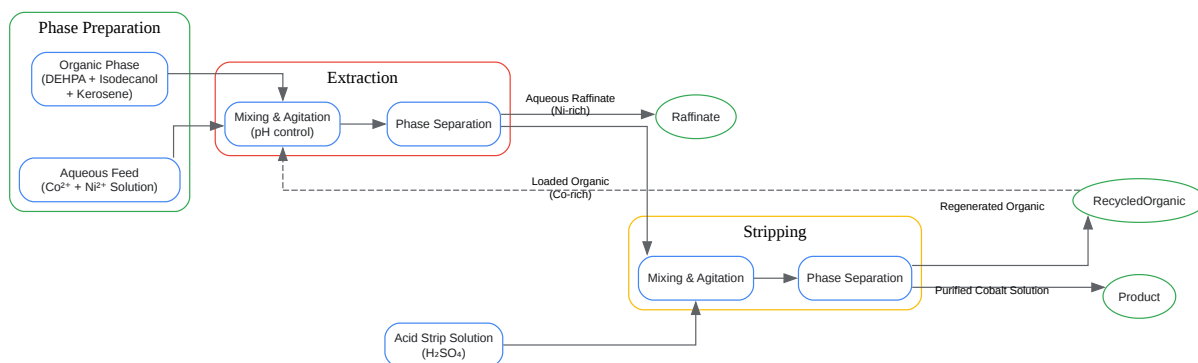 Phase Preparation
Organic Phase
(DEHPA + Isodecanol
+ Kerosene)
Aqueous Feed
(Co²⁺ + Ni²⁺ Solution)
Extraction
Mixing & Agitation
(pH control)
Phase Separation
Aqueous Raffinate
(Ni-rich)
Raffinate
Loaded Organic
(Co-rich)
Regenerated Organic
RecycledOrganic
Stripping
Mixing & Agitation
Phase Separation
Purified Cobalt Solution
Product
Acid Strip Solution
(H₂SO₄)